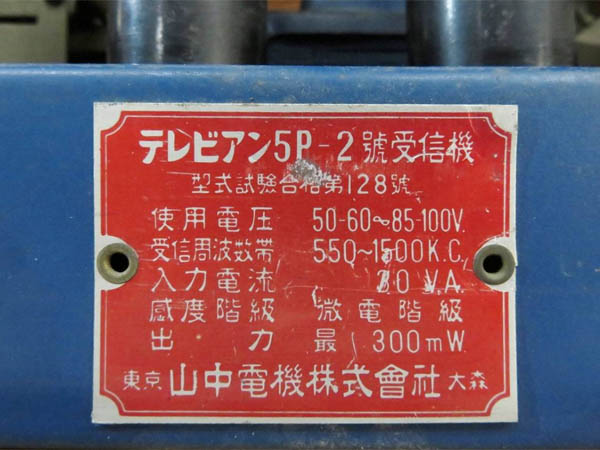 テレビアン5P-2號受信機
型式試験合格第128號
使用電圧 50-60~85-100V.
受信周波数帯 550~1500K.C.
入力電流 V.A.
感度階級 微電階級
出力 最 300mW.
東京 山中電機株式會社 大森